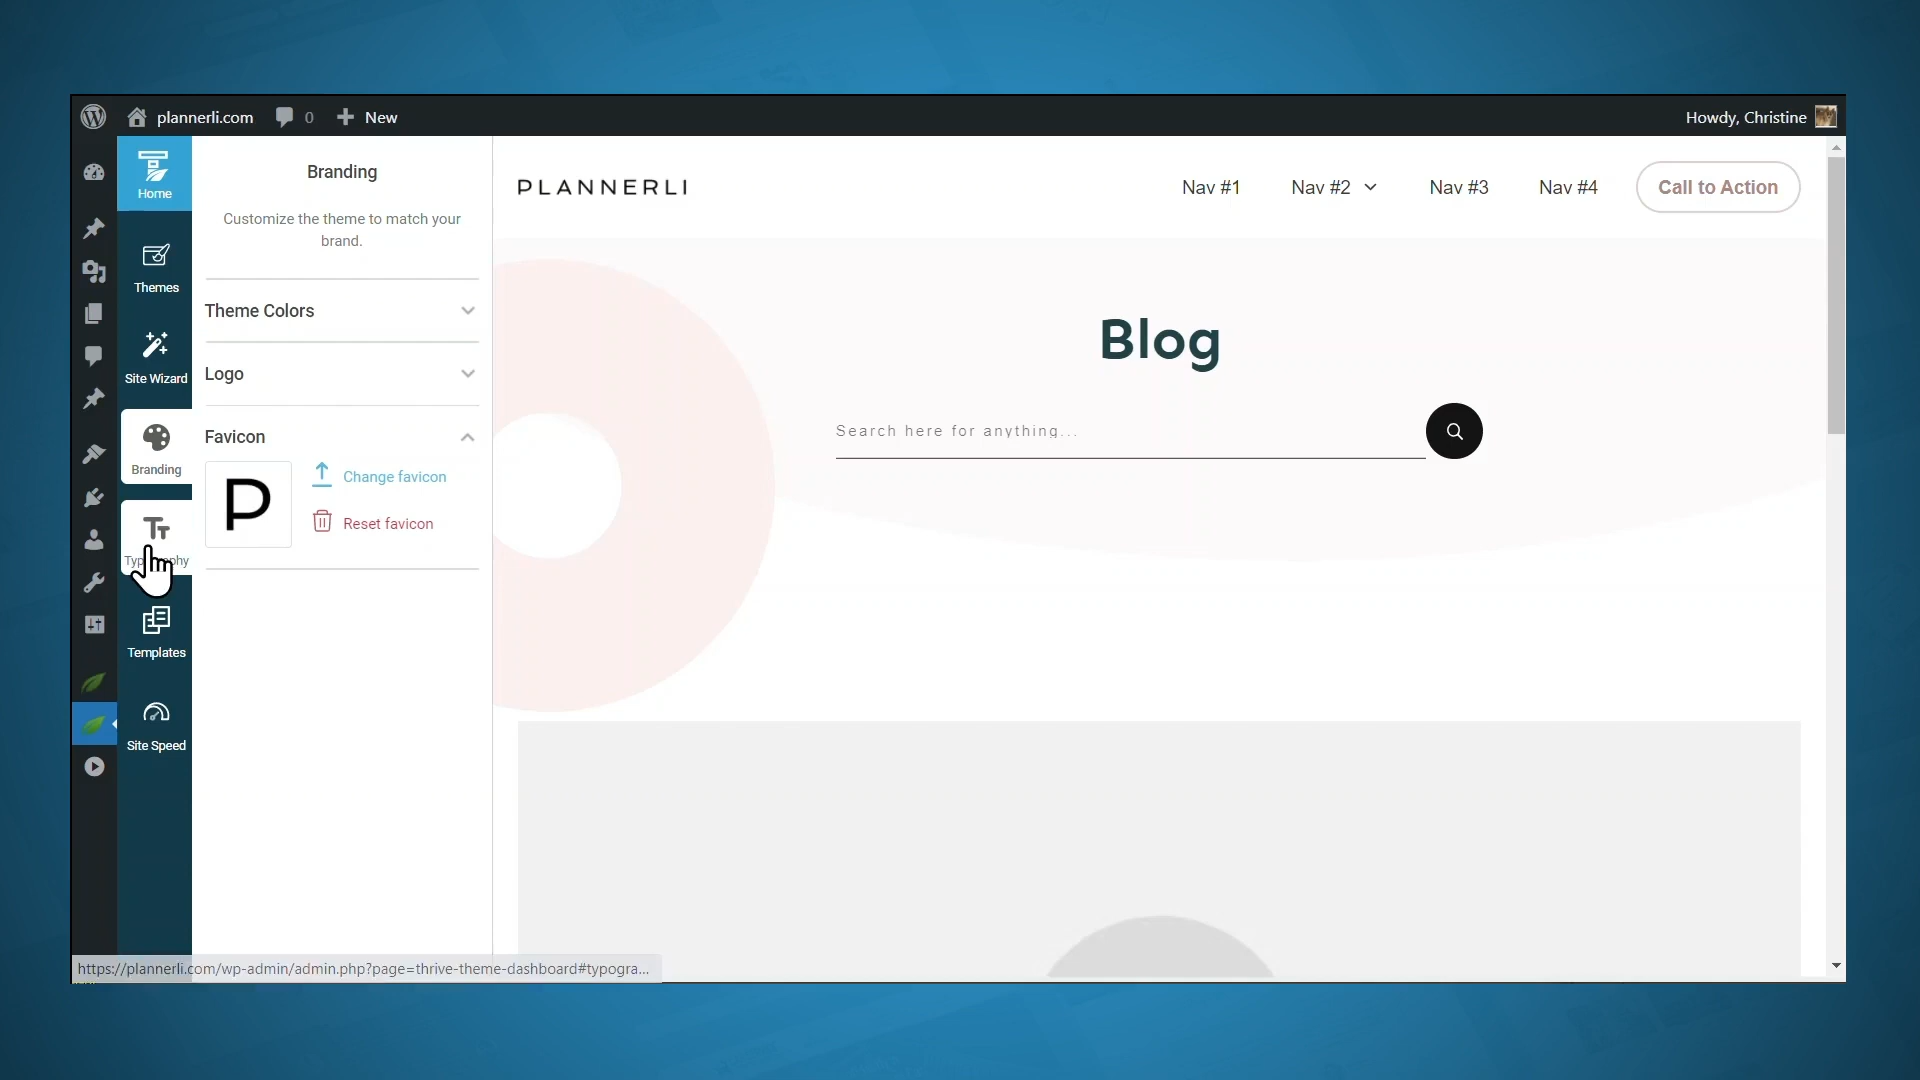 plannerli.com 0 New
Howdy, Christine
Home
Themes
Site Wizard
Branding
Templates
Site Speed
Branding
Customize the theme to match your
brand.
Theme Colors
Logo
Favicon
P
Change favicon
Reset favicon
PLANNERLI
Nav #1 Nav #2 Nav #3 Nav #4 Call to Action
Blog
Search here for anything...
https://plannerli.com/wp-admin/admin.php?page=thrive-theme-dashboard#typogra...